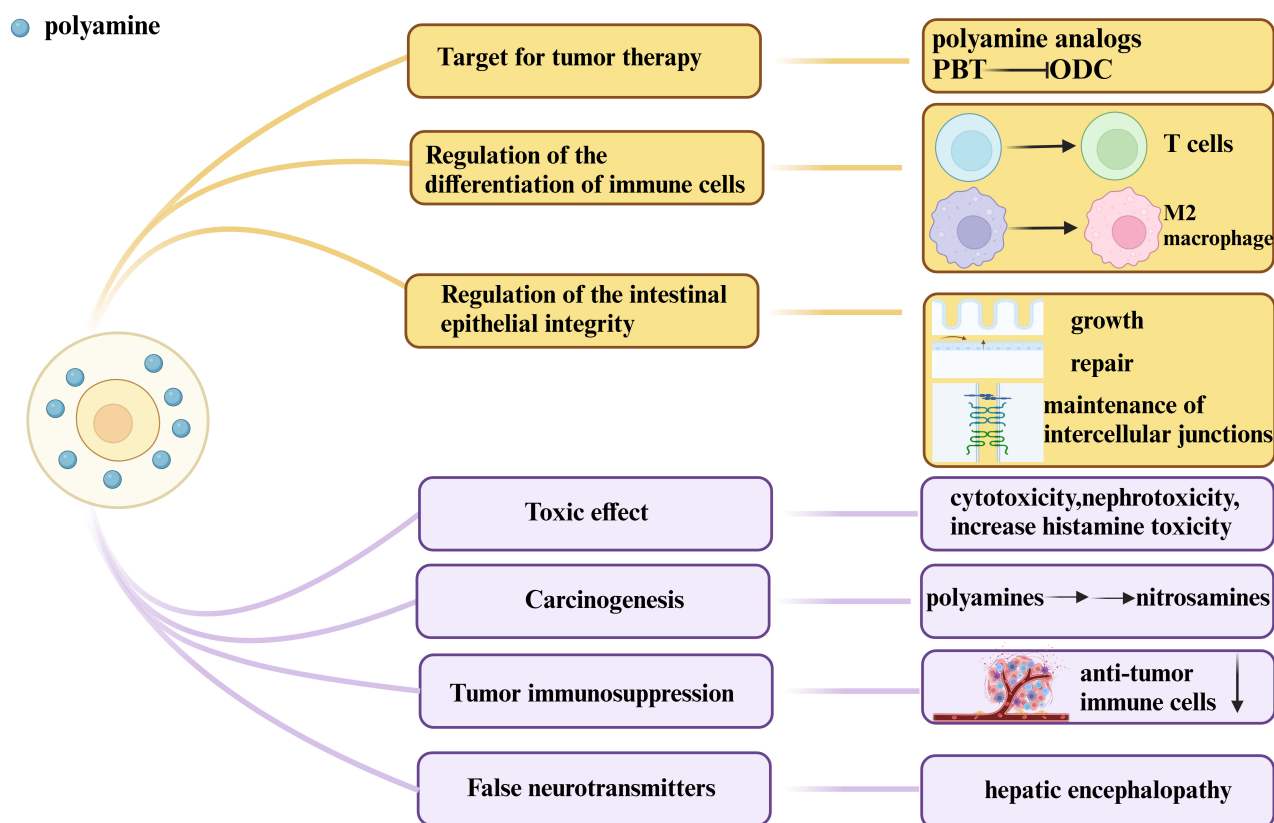 polyamine
Target for tumor therapy
polyamine analogs
PBT ODC
Regulation of the
differentiation of immune cells
T cells
M2
macrophage
Regulation of the intestinal
epithelial integrity
growth
repair
maintenance of
intercellular junctions
Toxic effect
cytotoxicity,nephrotoxicity,
increase histamine toxicity
Carcinogenesis
polyamines nitrosamines
Tumor immunosuppression
anti-tumor
immune cells
False neurotransmitters
hepatic encephalopathy